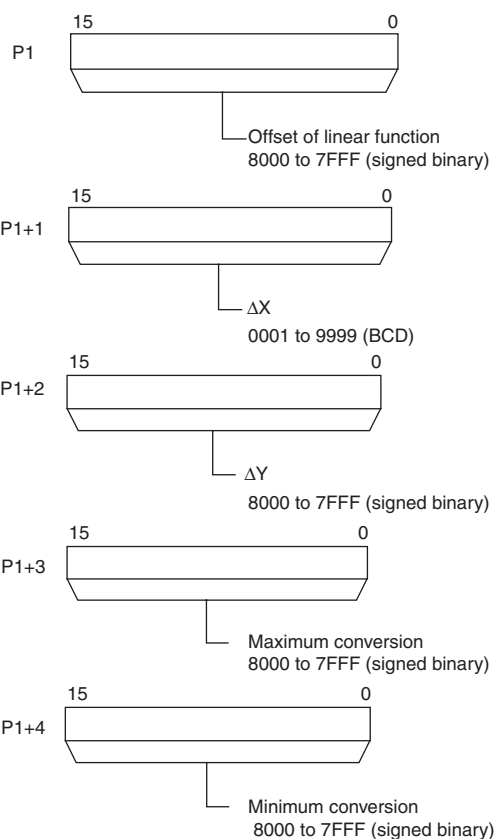 15 0
P1
Offset of linear function
8000 to 7FFF (signed binary)
15 0
P1+1
ΔX
0001 to 9999 (BCD)
15 0
P1+2
ΔY
8000 to 7FFF (signed binary)
15 0
P1+3
Maximum conversion
8000 to 7FFF (signed binary)
15 0
P1+4
Minimum conversion
8000 to 7FFF (signed binary)